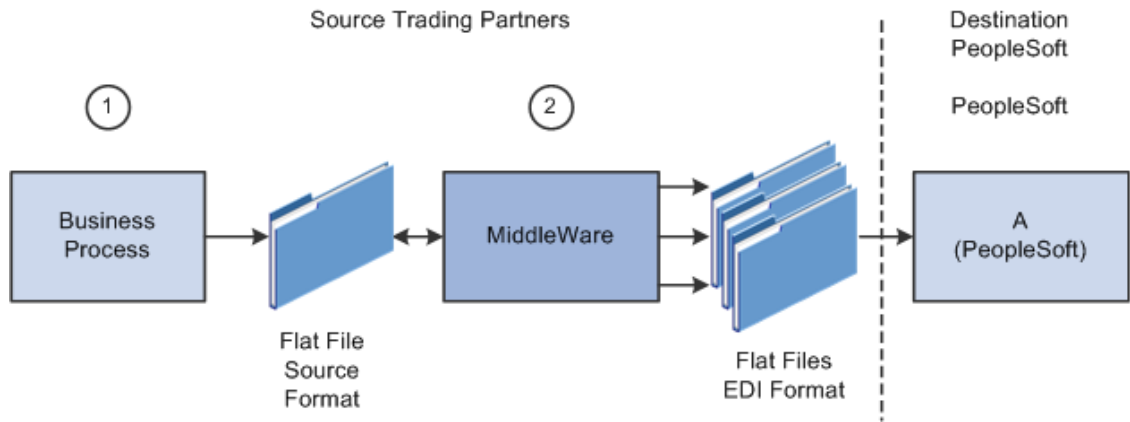 Source Trading Partners
Destination
PeopleSoft
PeopleSoft
1
2
Business
Process
MiddleWare
A
(PeopleSoft)
Flat File
Source
Format
Flat Files
EDI Format